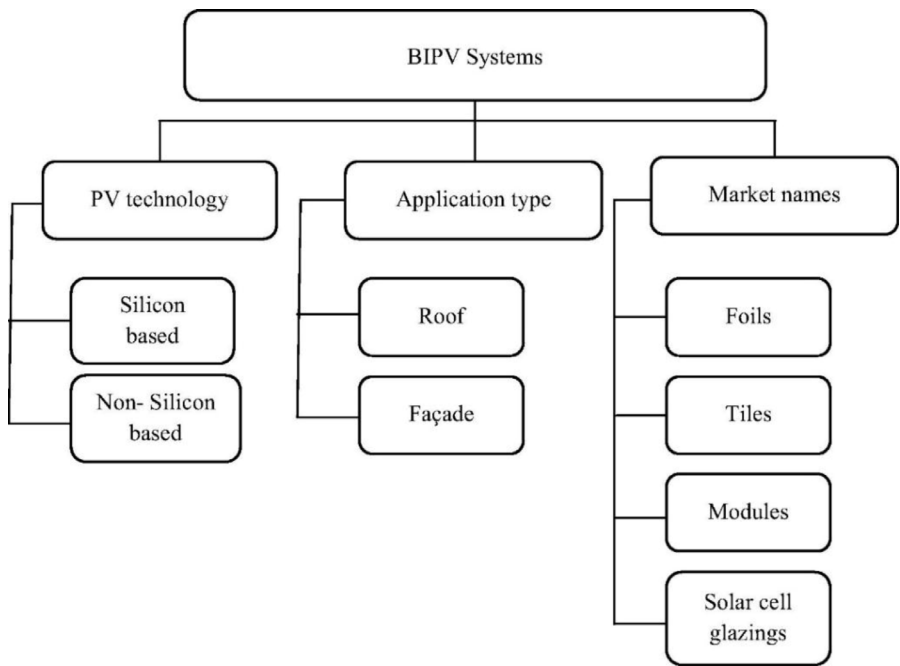 BIPV Systems
PV technology
Application type
Market names
Silicon
based
Non- Silicon
based
Roof
Façade
Foils
Tiles
Modules
Solar cell
glazings